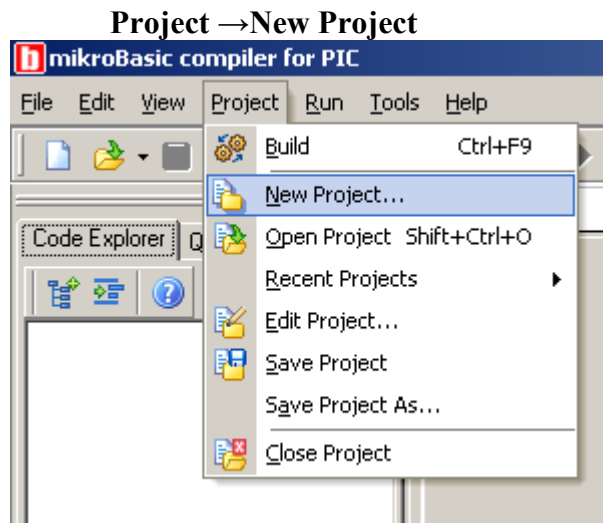 Project →New Project
mikroBasic compiler for PIC
File Edit View Project Run Tools Help
Build Ctrl+F9
New Project...
Code Explorer Q
Open Project Shift+Ctrl+O
Recent Projects
Edit Project...
Save Project
Save Project As...
Close Project